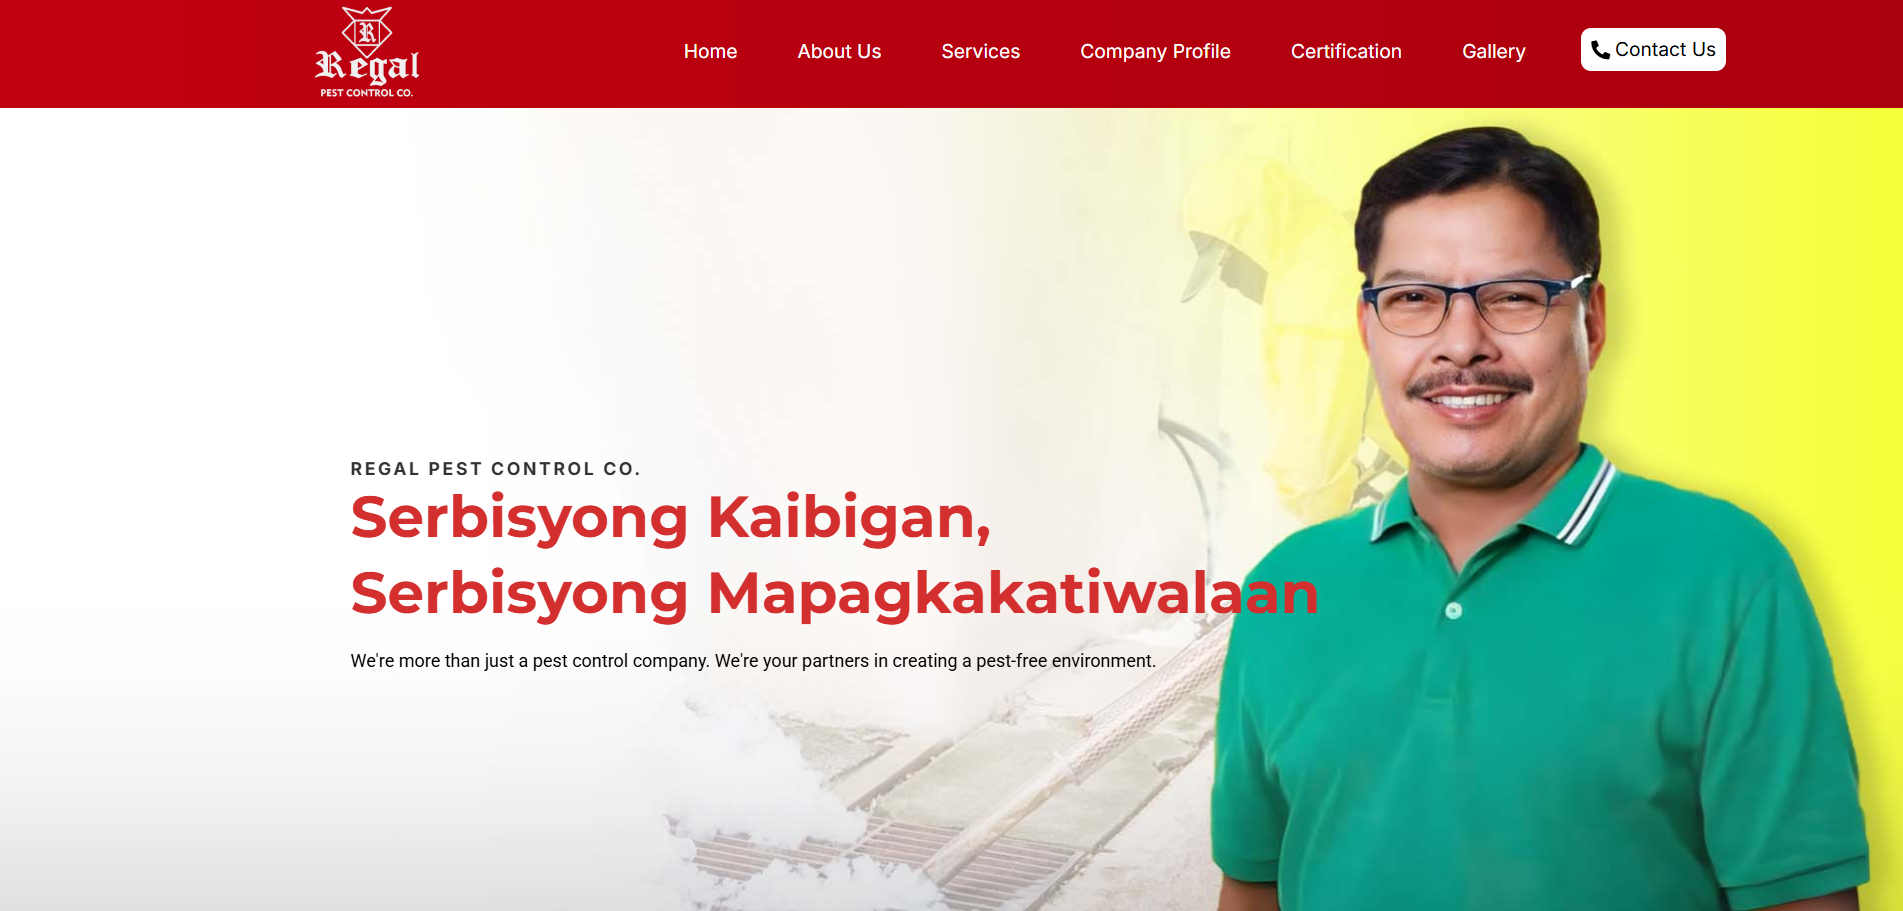 R
Regal
PEST CONTROL CO.
Home
About Us
Services
Company Profile
Certification
Gallery
Contact Us
REGAL PEST CONTROL CO.
Serbisyong Kaibigan,
Serbisyong Mapagkakatiwalaan
We're more than just a pest control company. We're your partners in creating a pest-free environment.